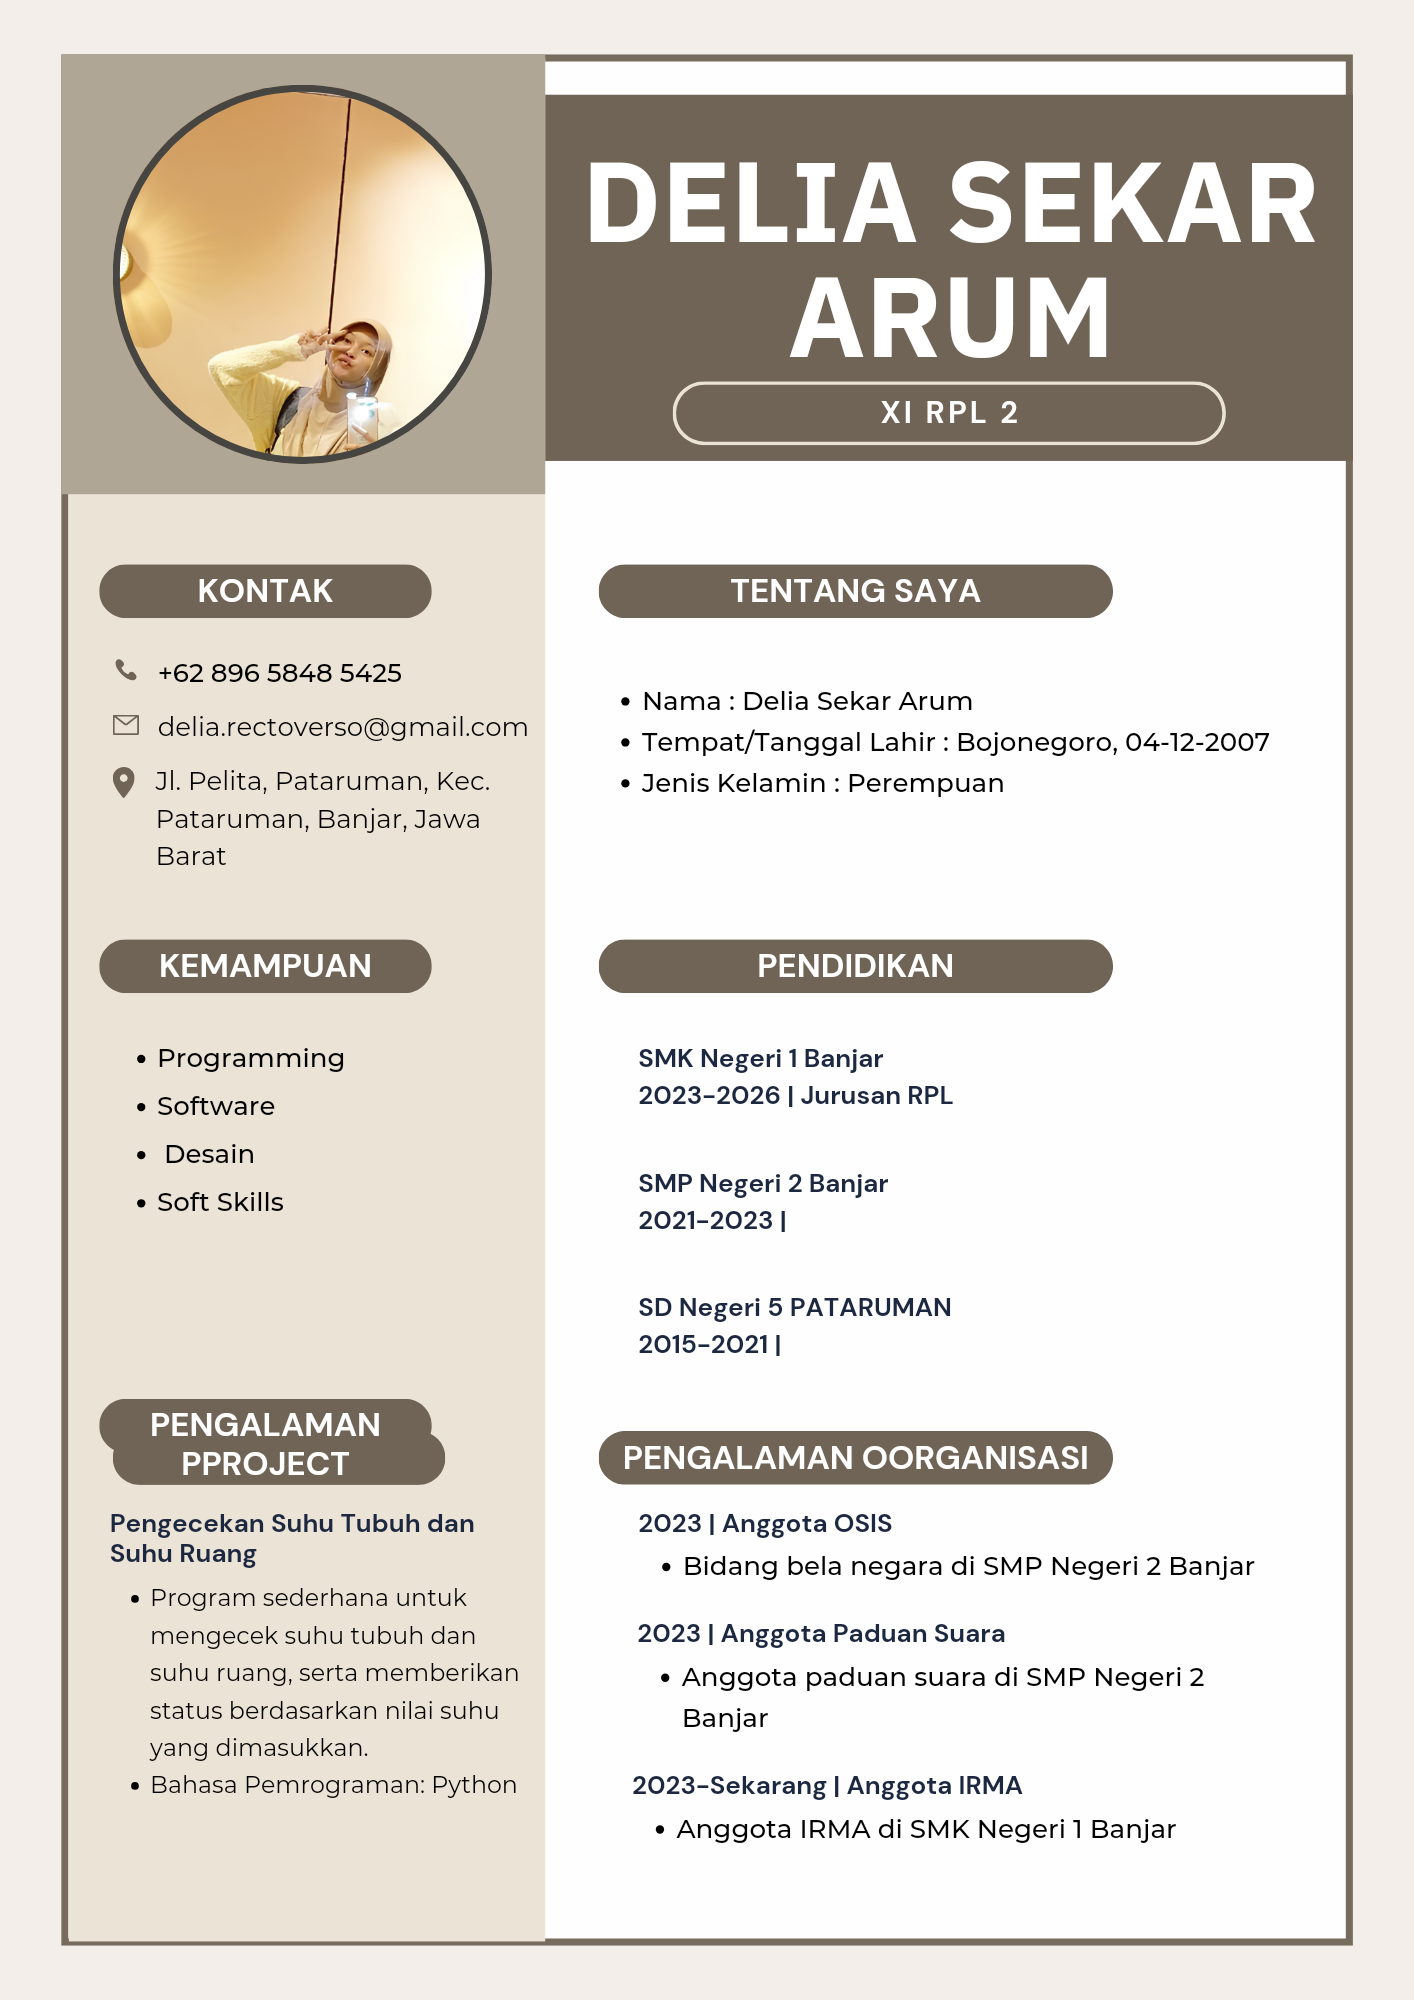 DELIA SEKAR
ARUM
XI RPL 2
KONTAK
+62 896 5848 5425
delia.rectoverso@gmail.com
Jl. Pelita, Pataruman, Kec.
Pataruman, Banjar, Jawa
Barat
KEMAMPUAN
• Programming
• Software
• Desain
• Soft Skills
PENGALAMAN
PPROJECT
Pengecekan Suhu Tubuh dan
Suhu Ruang
• Program sederhana untuk
mengecek suhu tubuh dan
suhu ruang, serta memberikan
status berdasarkan nilai suhu
yang dimasukkan.
• Bahasa Pemrograman: Python
TENTANG SAYA
• Nama : Delia Sekar Arum
• Tempat/Tanggal Lahir : Bojonegoro, 04-12-2007
• Jenis Kelamin : Perempuan
PENDIDIKAN
SMK Negeri 1 Banjar
2023-2026 | Jurusan RPL
SMP Negeri 2 Banjar
2021-2023 |
SD Negeri 5 PATARUMAN
2015-2021 |
PENGALAMAN OORGANISASI
2023 | Anggota OSIS
• Bidang bela negara di SMP Negeri 2 Banjar
2023 | Anggota Paduan Suara
• Anggota paduan suara di SMP Negeri 2
Banjar
2023-Sekarang | Anggota IRMA
• Anggota IRMA di SMK Negeri 1 Banjar